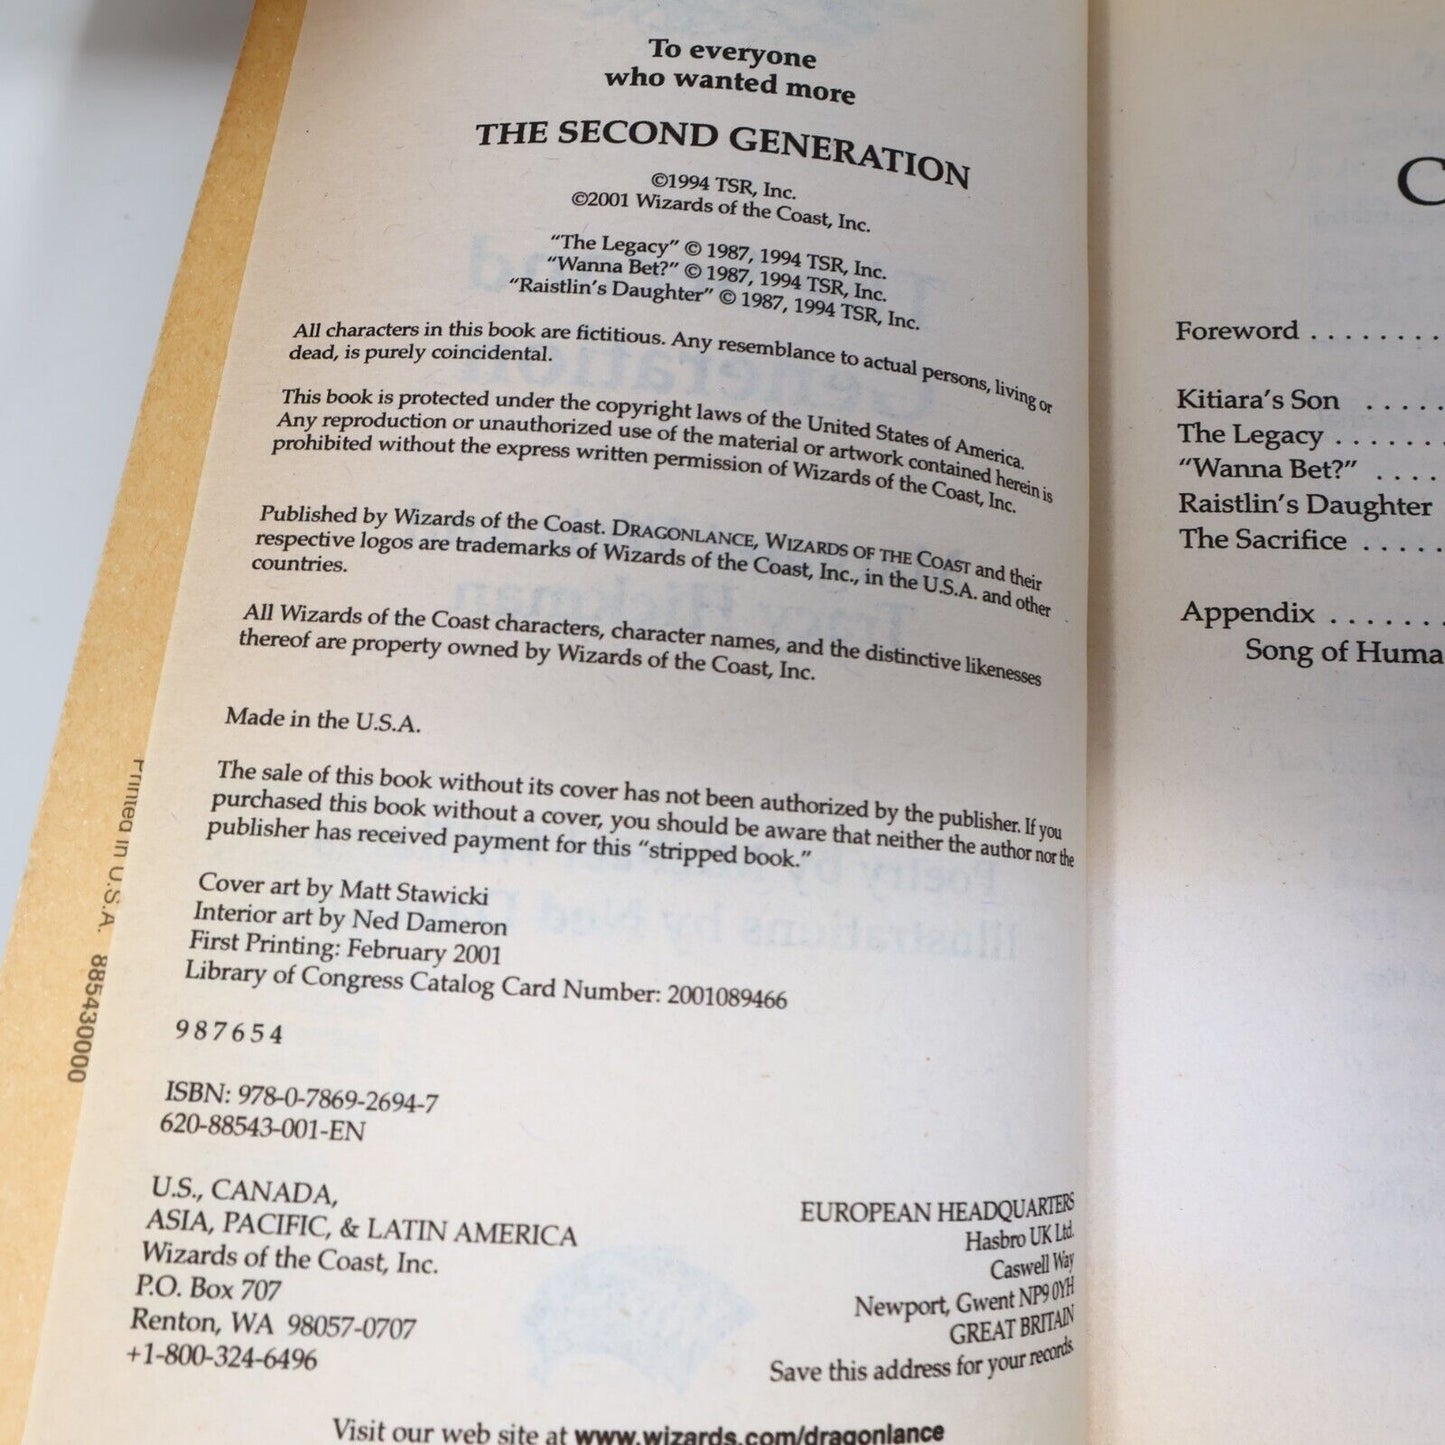 To everyone
who wanted more
THE SECOND GENERATION
©1994 TSR, Inc.
©2001 Wizards of the Coast, Inc.
“The Legacy” © 1987, 1994 TSR, Inc.
“Wanna Bet?” © 1987, 1994 TSR, Inc.
“Raistlin’s Daughter” © 1987, 1994 TSR, Inc.
All characters in this book are fictitious. Any resemblance to actual persons, living or
dead, is purely coincidental.
This book is protected under the copyright laws of the United States of America.
Any reproduction or unauthorized use of the material or artwork contained herein is
prohibited without the express written permission of Wizards of the Coast, Inc.
Published by Wizards of the Coast. DRAGONLANCE, WIZARDS OF THE COAST and their
respective logos are trademarks of Wizards of the Coast, Inc., in the U.S.A. and other
countries.
All Wizards of the Coast characters, character names, and the distinctive likenesses
thereof are property owned by Wizards of the Coast, Inc.
Made in the U.S.A.
The sale of this book without its cover has not been authorized by the publisher. If you
purchased this book without a cover, you should be aware that neither the author nor the
publisher has received payment for this “stripped book.”
Cover art by Matt Stawicki
Interior art by Ned Dameron
First Printing: February 2001
Library of Congress Catalog Card Number: 2001089466
9 8 7 6 5 4
ISBN: 978-0-7869-2694-7
620-88543-001-EN
U.S., CANADA,
ASIA, PACIFIC, & LATIN AMERICA
Wizards of the Coast, Inc.
P.O. Box 707
Renton, WA 98057-0707
+1-800-324-6496
EUROPEAN HEADQUARTERS
Hasbro UK Ltd.
Caswell Way
Newport, Gwent NP9 0YH
GREAT BRITAIN
Save this address for your records.
Visit our web site at www.wizards.com/dragonlance
Printed in U.S.A. 885430000
C
Foreword . . . . . . . .
Kitiara’s Son . . . . .
The Legacy . . . . . . .
“Wanna Bet?” . . . .
Raistlin’s Daughter
The Sacrifice . . . . .
Appendix . . . . . . .
Song of Huma